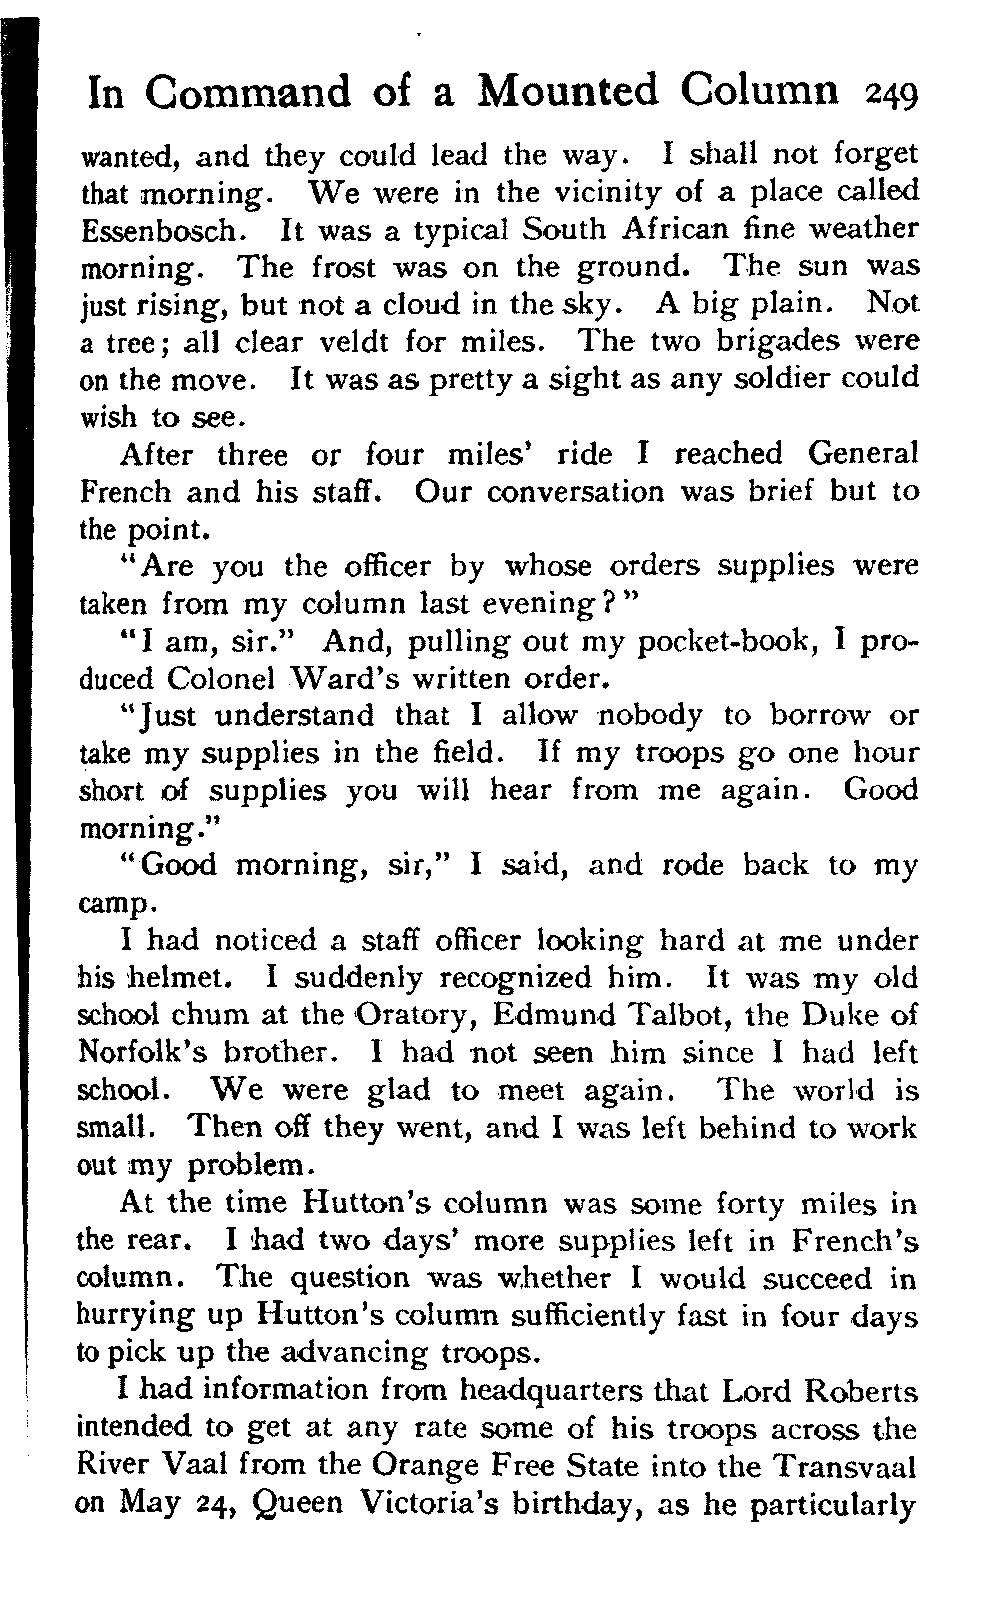 In Command of a Mounted Column 249
wanted, and they could lead the way. I shall not forget
that morning. We were in the vicinity of a place called
Essenbosch. It was a typical South African fine weather
morning. The frost was on the ground. The sun was
just rising, but not a cloud in the sky. A big plain. Not
a tree; all clear veldt for miles. The two brigades were
on the move. It was as pretty a sight as any soldier could
wish to see.
After three or four miles' ride I reached General
French and his staff. Our conversation was brief but to
the point.
"Are you the officer by whose orders supplies were
taken from my column last evening?"
"I am, sir." And, pulling out my pocket-book, I pro-
duced Colonel Ward's written order.
"Just understand that I allow nobody to borrow or
take my supplies in the field. If my troops go one hour
short of supplies you will hear from me again. Good
morning."
"Good morning, sir," I said, and rode back to my
camp.
I had noticed a staff officer looking hard at me under
his helmet. I suddenly recognized him. It was my old
school chum at the Oratory, Edmund Talbot, the Duke of
Norfolk's brother. I had not seen him since I had left
school. We were glad to meet again. The world is
small. Then off they went, and I was left behind to work
out my problem.
At the time Hutton's column was some forty miles in
the rear. I had two days' more supplies left in French's
column. The question was whether I would succeed in
hurrying up Hutton's column sufficiently fast in four days
to pick up the advancing troops.
I had information from headquarters that Lord Roberts
intended to get at any rate some of his troops across the
River Vaal from the Orange Free State into the Transvaal
on May 24, Queen Victoria's birthday, as he particularly